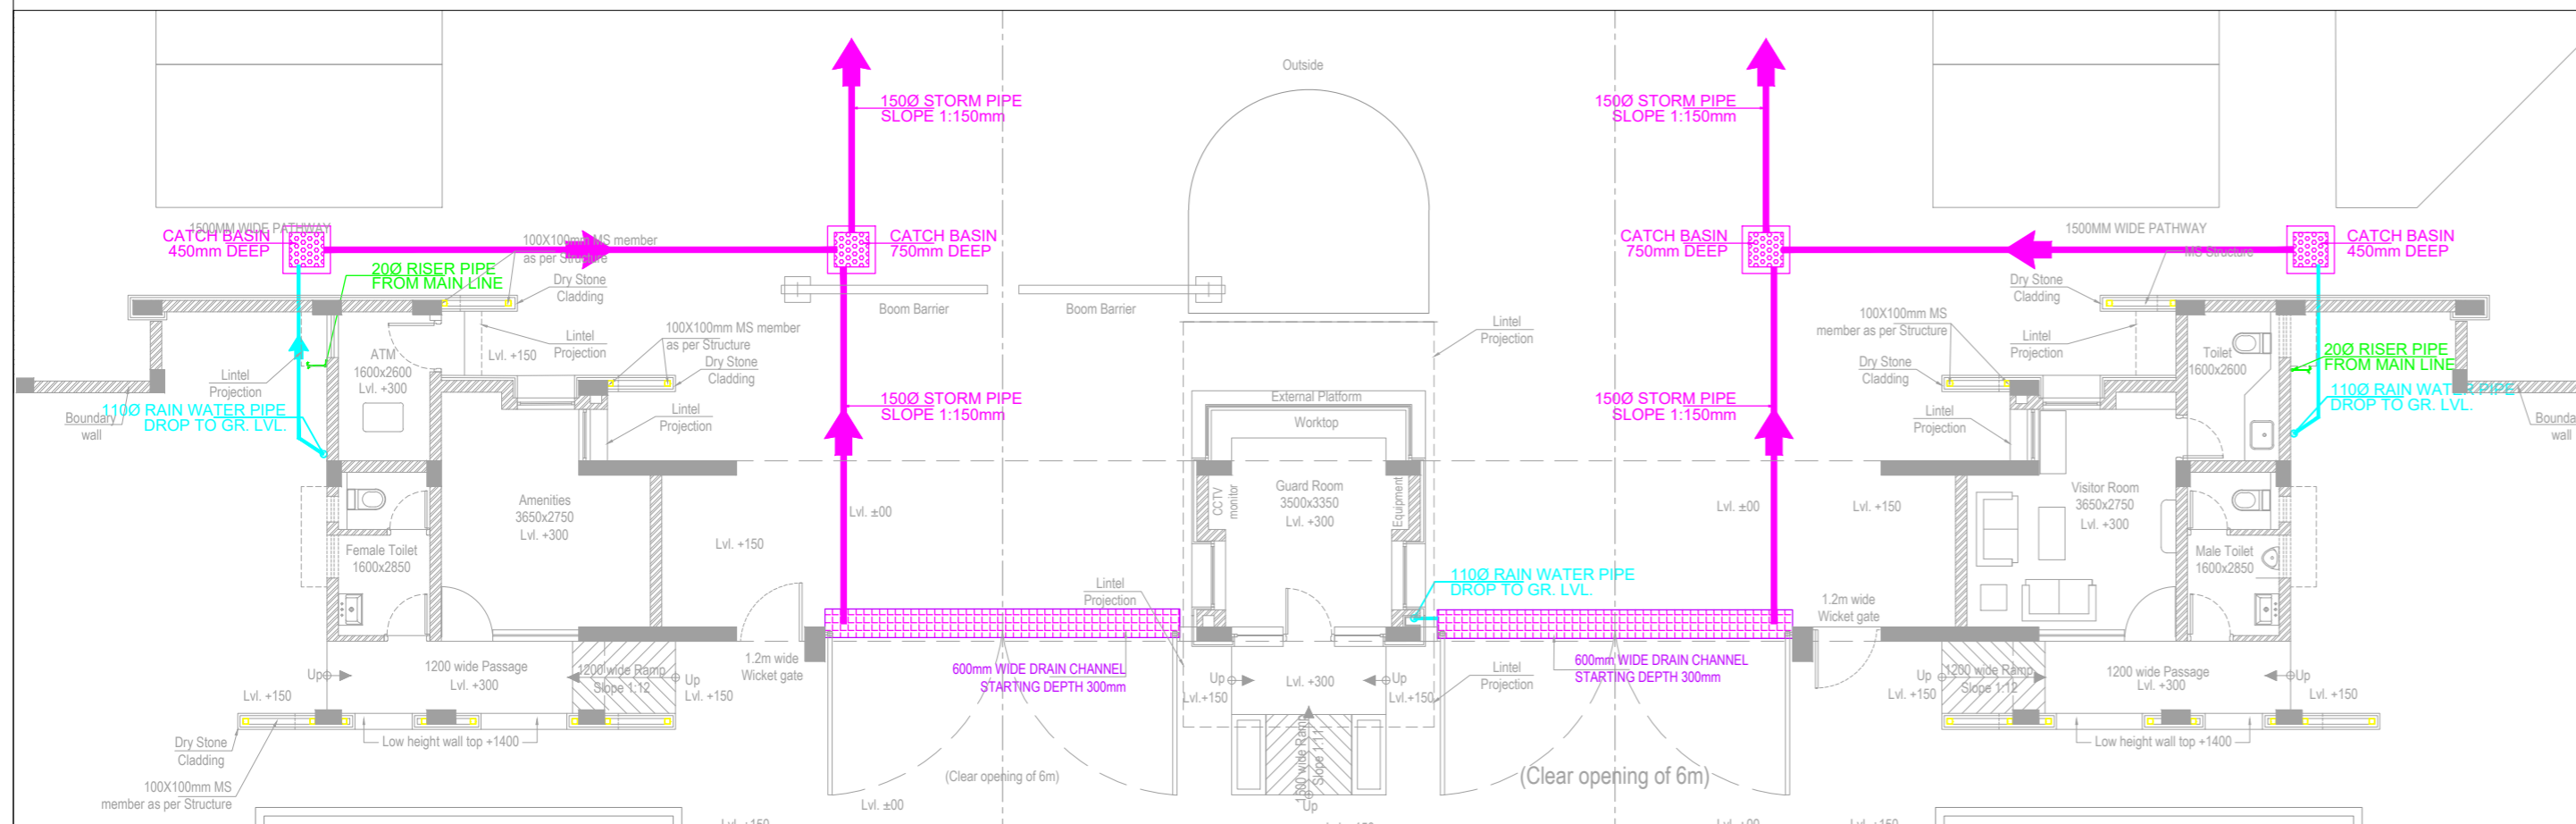 Outside
150Ø STORM PIPE
SLOPE 1:150mm
150Ø STORM PIPE
SLOPE 1:150mm
1500MM WIDE PATHWAY
CATCH BASIN
450mm DEEP
100X100mm MS member
as per Structure
CATCH BASIN
750mm DEEP
CATCH BASIN
750mm DEEP
1500MM WIDE PATHWAY
MS Structure
CATCH BASIN
450mm DEEP
20Ø RISER PIPE
FROM MAIN LINE
Dry Stone
Cladding
Boom Barrier
Boom Barrier
Dry Stone
Cladding
Lintel
Projection
100X100mm MS member
as per Structure
Lintel
Projection
100X100mm MS
member as per Structure
Lintel
Projection
ATM
1600x2600
Lvl. +300
Lvl. +150
Dry Stone
Cladding
Dry Stone
Cladding
Toilet
1600x2600
20Ø RISER PIPE
FROM MAIN LINE
Lintel
Projection
Boundary
wall
110Ø RAIN WATER PIPE
DROP TO GR. LVL.
Lintel
Projection
150Ø STORM PIPE
SLOPE 1:150mm
External Platform
Worktop
150Ø STORM PIPE
SLOPE 1:150mm
Lintel
Projection
110Ø RAIN WATER PIPE
DROP TO GR. LVL.
Bounda
wall
Amenities
3650x2750
Lvl. +300
Lvl. ±00
CCTV
monitor
Guard Room
3500x3350
Lvl. +300
Equipment
Lvl. ±00
Lvl. +150
Visitor Room
3650x2750
Lvl. +300
Female Toilet
1600x2850
Lvl. +150
Male Toilet
1600x2850
Lintel
Projection
110Ø RAIN WATER PIPE
DROP TO GR. LVL.
1.2m wide
Wicket gate
1200 wide Passage
Lvl. +300
Up
Lvl. +150
1200 wide Ramp
Slope 1:12
Up
Lvl. +150
1.2m wide
Wicket gate
600mm WIDE DRAIN CHANNEL
STARTING DEPTH 300mm
Up
Lvl.+150
Lvl. +300
Up
Lvl.+150
Lintel
Projection
600mm WIDE DRAIN CHANNEL
STARTING DEPTH 300mm
Up
Lvl. +150
1200 wide Ramp
Slope 1:12
1200 wide Passage
Lvl. +300
Up
Lvl. +150
Dry Stone
Cladding
Low height wall top +1400
1500 wide Ramp
Slope 1:11
Low height wall top +1400
100X100mm MS
member as per Structure
(Clear opening of 6m)
(Clear opening of 6m)
Lvl. ±00
Up
Lvl. +150
Lvl. ±00
Lvl. +150